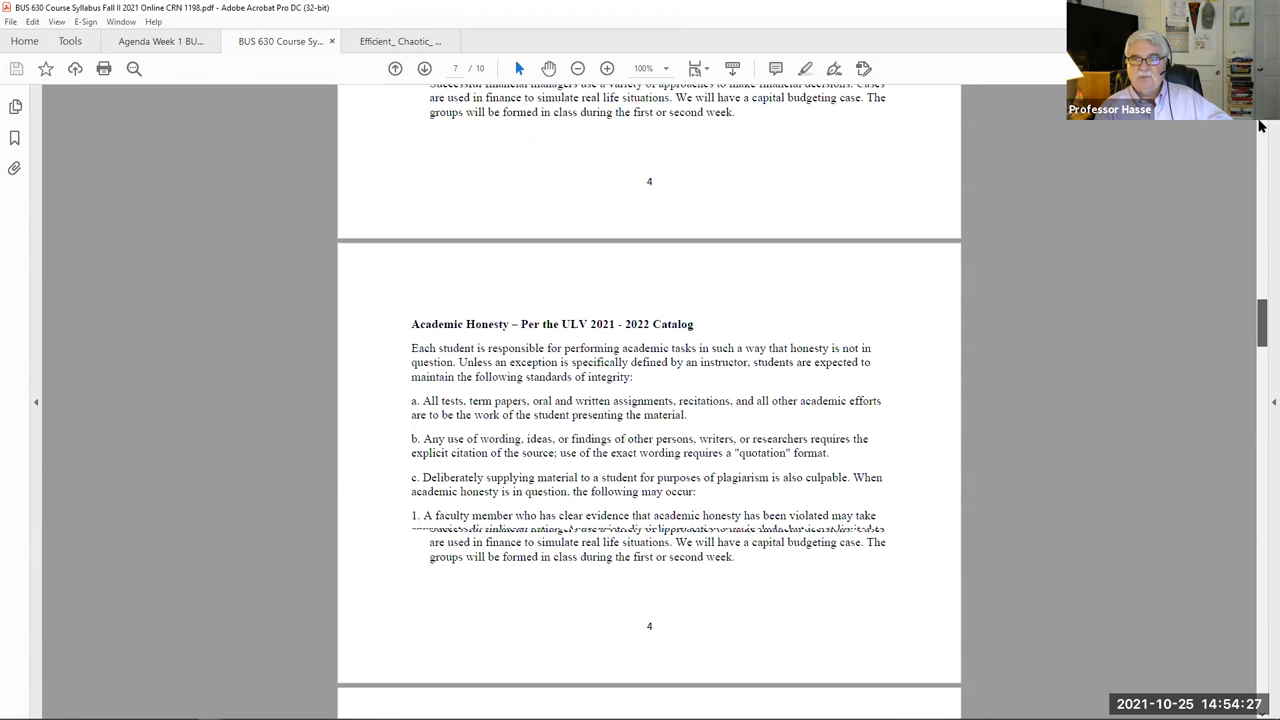 BUS 630 Course Syllabus Fall II 2021 Online CRN 1198.pdf - Adobe Acrobat Pro DC (32-bit)
File Edit View E-Sign Window Help
Home Tools Agenda Week 1 BU... BUS 630 Course Sy... × Efficient_ Chaotic_ ...
7 / 10 100%
Professor Hasse
Successful financial managers use a variety of approaches to make financial decisions. Cases
are used in finance to simulate real life situations. We will have a capital budgeting case. The
groups will be formed in class during the first or second week.
4
Academic Honesty – Per the ULV 2021 - 2022 Catalog
Each student is responsible for performing academic tasks in such a way that honesty is not in
question. Unless an exception is specifically defined by an instructor, students are expected to
maintain the following standards of integrity:
a. All tests, term papers, oral and written assignments, recitations, and all other academic efforts
are to be the work of the student presenting the material.
b. Any use of wording, ideas, or findings of other persons, writers, or researchers requires the
explicit citation of the source; use of the exact wording requires a "quotation" format.
c. Deliberately supplying material to a student for purposes of plagiarism is also culpable. When
academic honesty is in question, the following may occur:
1. A faculty member who has clear evidence that academic honesty has been violated may take
are used in finance to simulate real life situations. We will have a capital budgeting case. The
groups will be formed in class during the first or second week.
4
2021-10-25 14:54:27